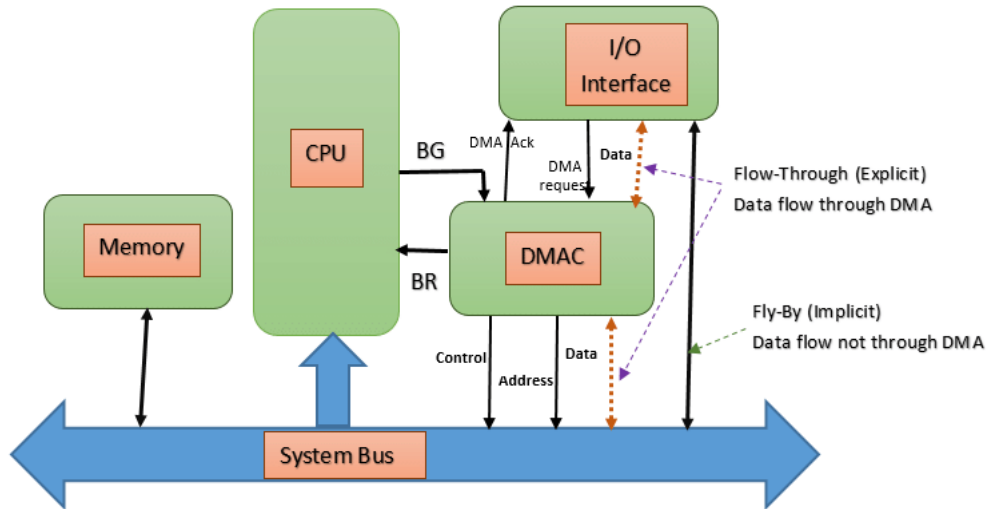 I/O
Interface
CPU
BG
DMA Ack
DMA
request
Data
Flow-Through (Explicit)
Data flow through DMA
Memory
DMAC
BR
Fly-By (Implicit)
Data flow not through DMA
Control
Address
Data
System Bus